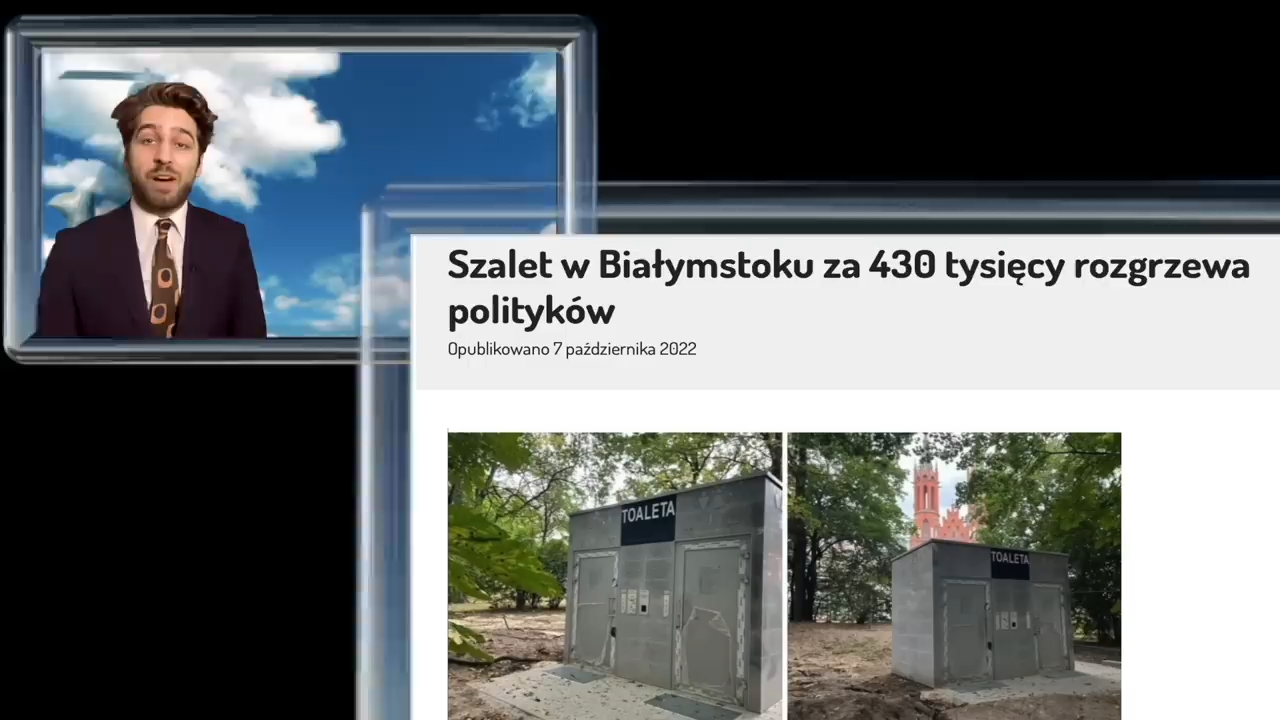 Szalet w Białymstoku za 430 tysięcy rozgrzewa
polityków
Opublikowano 7 października 2022
TOALETA
TOALETA